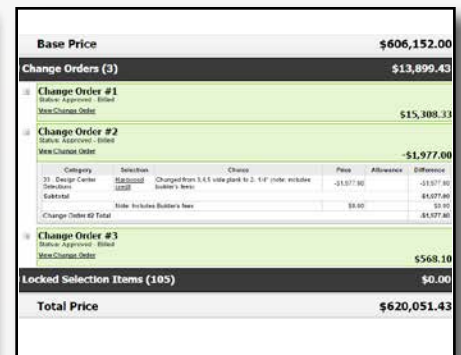 Base Price $606,152.00
Change Orders (3) $13,899.43
Change Order #1
Status: Approved - Billed
View Change Order
$15,308.33
Change Order #2
Status: Approved - Billed
View Change Order
-$1,977.00
Category Selection Choice Price Allowance Difference
Design Center Selections Hardwood credit Changed from 3,4,5 wide plank to 2- 1/4" (note: includes builder's fees) -$1,977.00 -$1,977.00
Subtotal -$1,977.00
Note: Includes Builder's fees $0.00 $0.00
Change Order #2 Total -$1,977.00
Change Order #3
Status: Approved - Billed
View Change Order
$568.10
Locked Selection Items (105) $0.00
Total Price $620,051.43